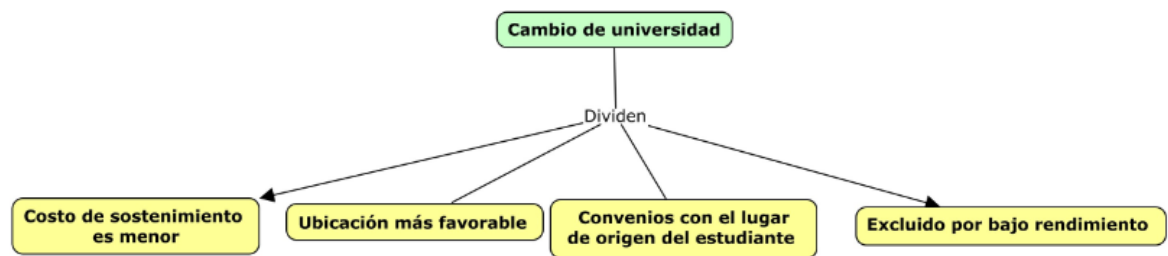 Cambio de universidad
Dividen
Costo de sostenimiento
es menor
Ubicación más favorable
Convenios con el lugar
de origen del estudiante
Excluido por bajo rendimiento